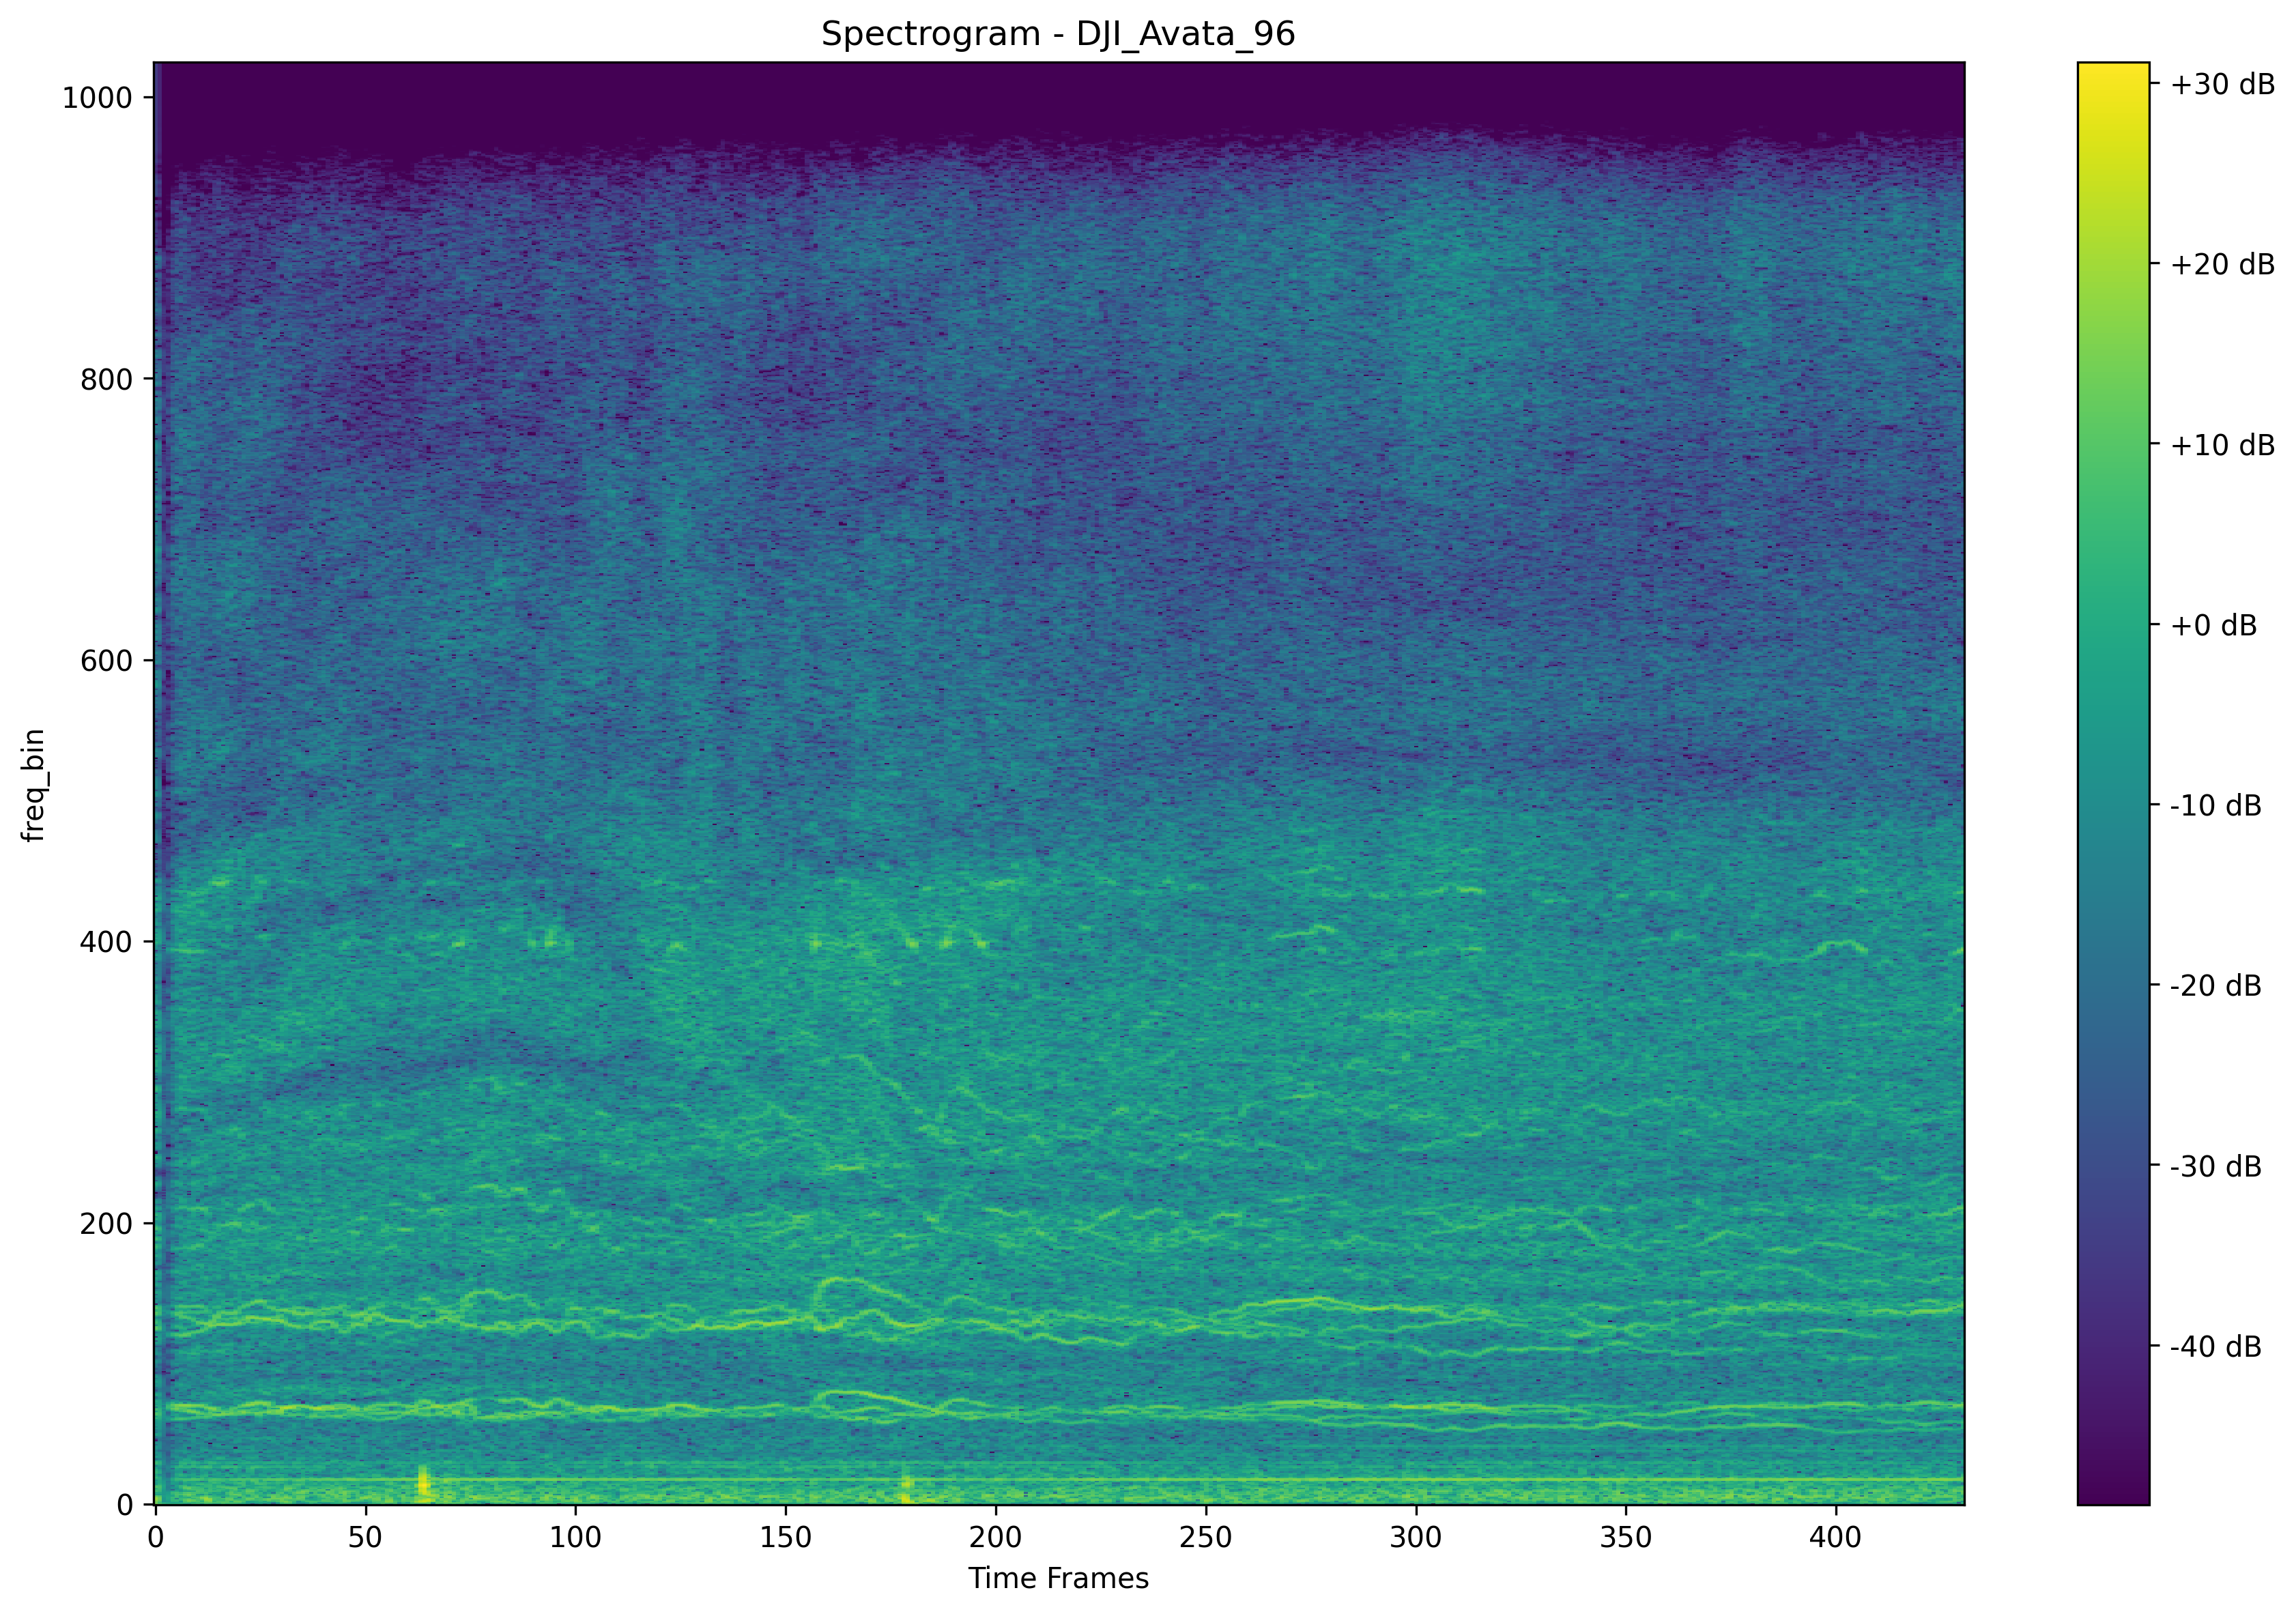 Spectrogram - DJI_Avata_96
1000
800
600
400
200
0
freq_bin
0 50 100 150 200 250 300 350 400
Time Frames
+30 dB
+20 dB
+10 dB
+0 dB
-10 dB
-20 dB
-30 dB
-40 dB